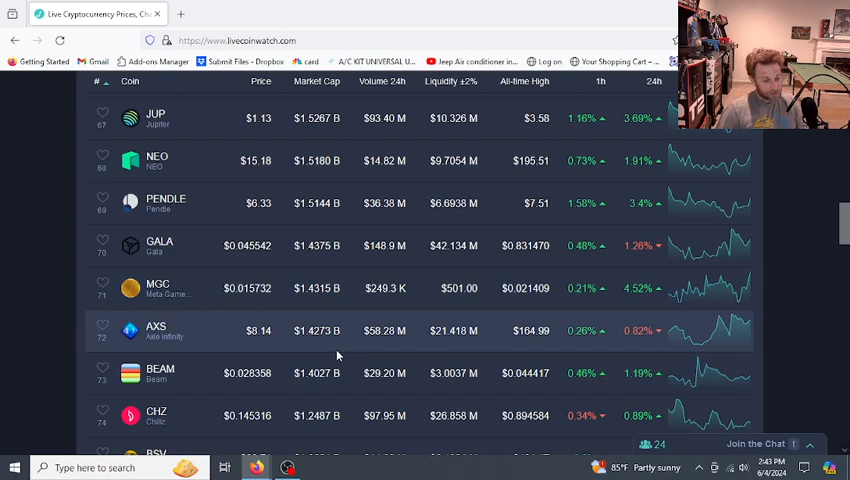 Live Cryptocurrency Prices, Cha
https://www.livecoinwatch.com
Getting Started Gmail Add-ons Manager Submit Files - Dropbox card A/C KIT UNIVERSAL U... Jeep Air conditioner in... Log on Your Shopping Cart -...
# Coin Price Market Cap Volume 24h Liquidity ±2% All-time High 1h 24h
67 JUP Jupiter $1.13 $1.5267 B $93.40 M $10.326 M $3.58 1.16% 3.69%
68 NEO NEO $15.18 $1.5180 B $14.82 M $9.7054 M $195.51 0.73% 1.91%
69 PENDLE Pendle $6.33 $1.5144 B $36.38 M $6.6938 M $7.51 1.58% 3.4%
70 GALA Gala $0.045542 $1.4375 B $148.9 M $42.134 M $0.831470 0.48% 1.26%
71 MGC Meta Game... $0.015732 $1.4315 B $249.3 K $501.00 $0.021409 0.21% 4.52%
72 AXS Axie Infinity $8.14 $1.4273 B $58.28 M $21.418 M $164.99 0.26% 0.82%
73 BEAM Beam $0.028358 $1.4027 B $29.20 M $3.0037 M $0.044417 0.46% 1.19%
74 CHZ Chiliz $0.145316 $1.2487 B $97.95 M $26.858 M $0.894584 0.34% 0.89%
BSV
24 Join the Chat
Type here to search 85°F Partly sunny 2:43 PM
6/4/2024